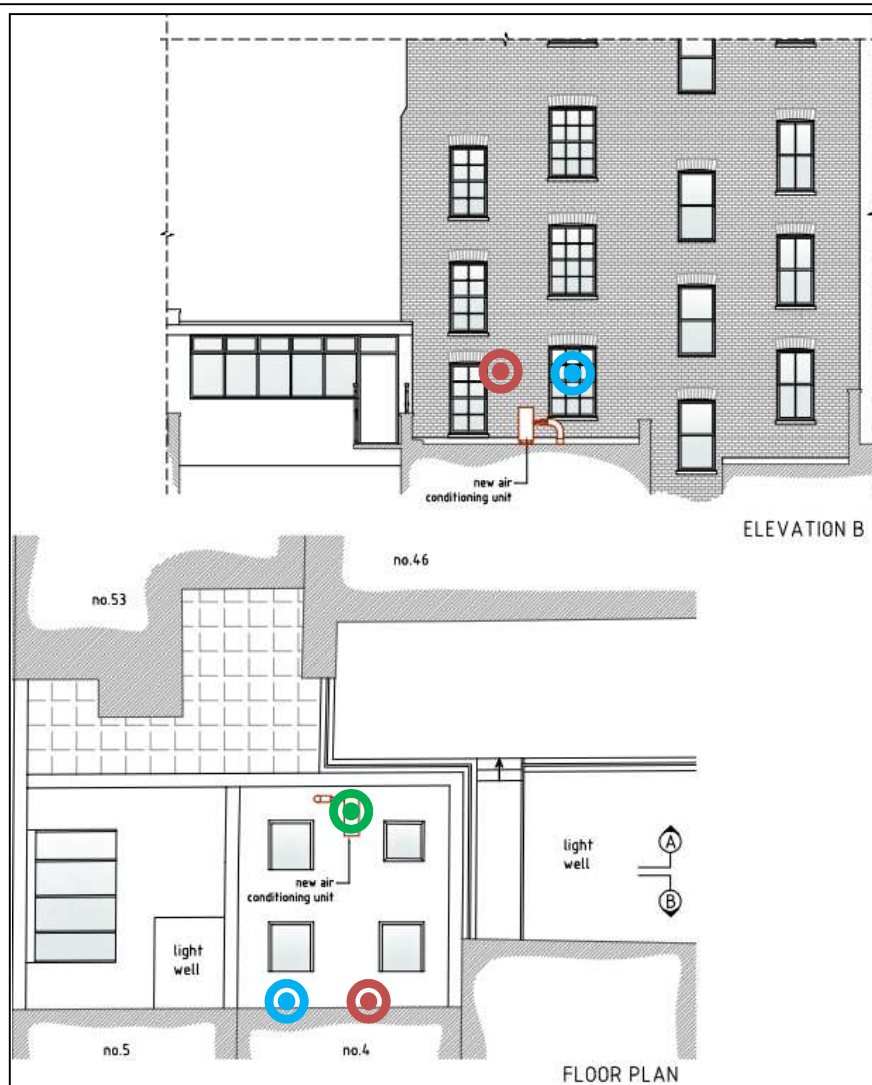 new air
conditioning unit
ELEVATION B
no.46
no.53
new air
conditioning unit
light
well
A
B
light
well
no.5
no.4
FLOOR PLAN